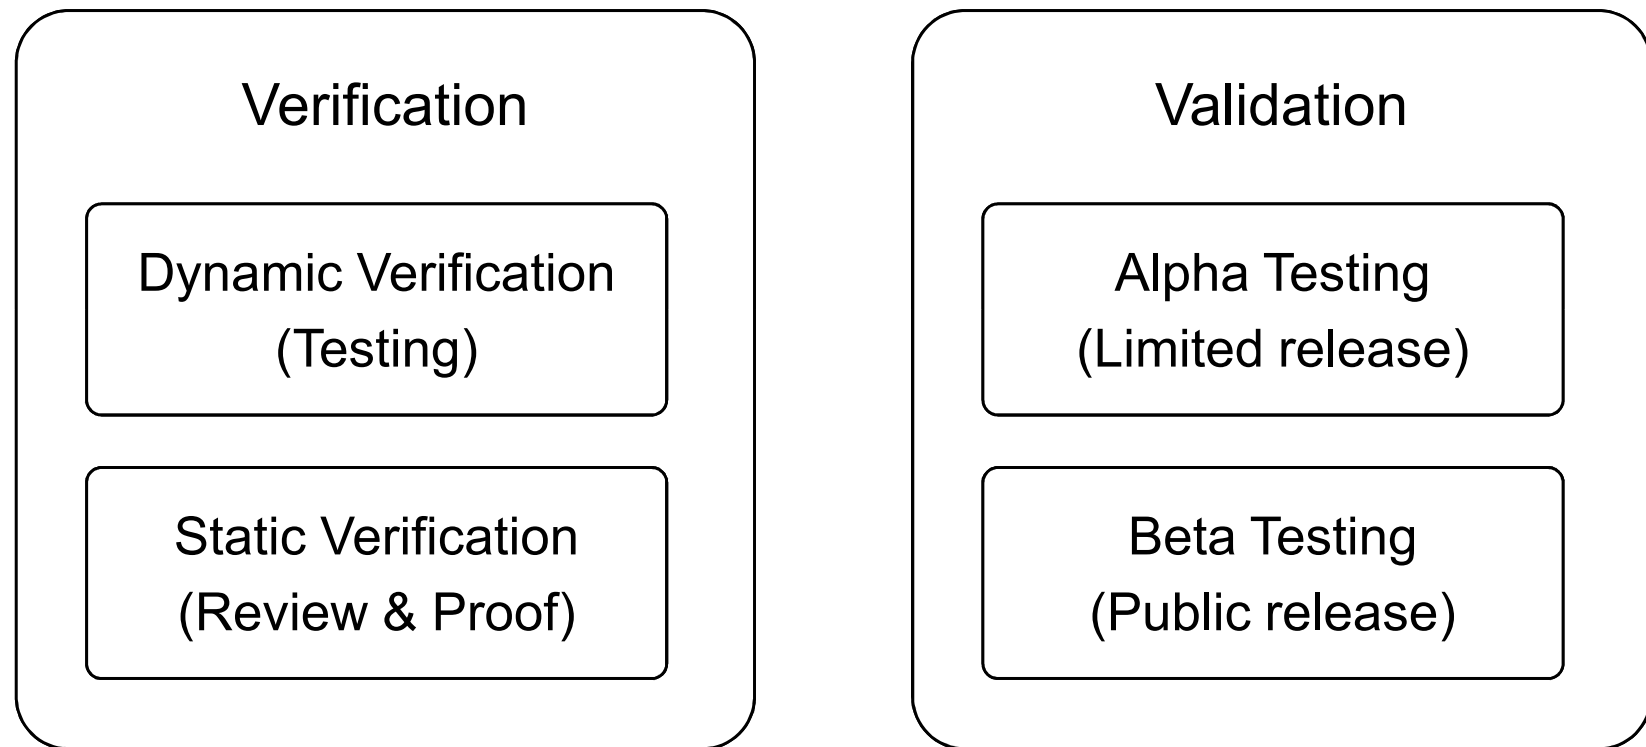 Verification
Dynamic Verification
(Testing)
Static Verification
(Review & Proof)
Validation
Alpha Testing
(Limited release)
Beta Testing
(Public release)